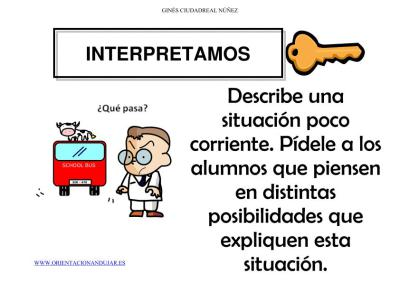 GINÉS CIUDADREAL NÚÑEZ
INTERPRETAMOS
¿Qué pasa?
SCHOOL BUS
Describe una
situación poco
corriente. Pídele a los
alumnos que piensen
en distintas
posibilidades que
expliquen esta
situación.
WWW.ORIENTACIONANDUJAR.ES